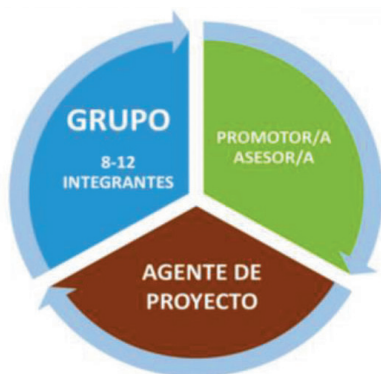 GRUPO
8-12
INTEGRANTES
PROMOTOR/A
ASESOR/A
AGENTE DE
PROYECTO